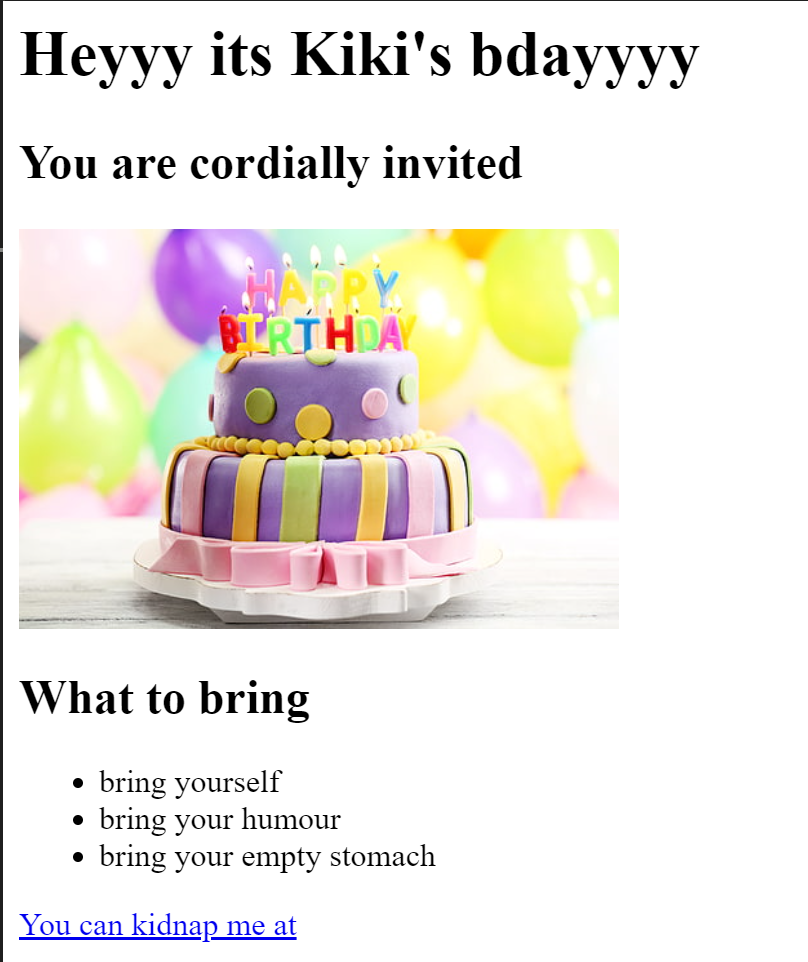 Heyyy its Kiki's bdayyyy
You are cordially invited
HAPPY
BIRTHDAY
What to bring
bring yourself
bring your humour
bring your empty stomach
You can kidnap me at